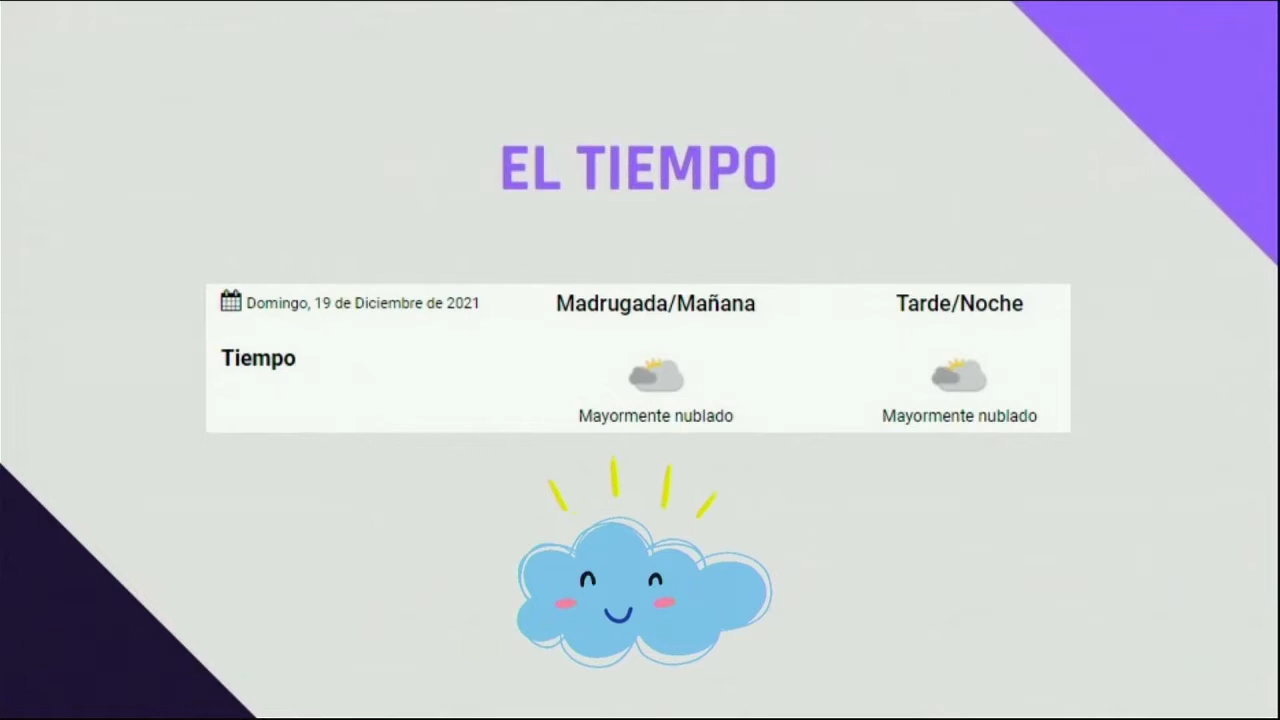 EL TIEMPO
Domingo, 19 de Diciembre de 2021 Madrugada/Mañana Tarde/Noche
Tiempo
Mayormente nublado Mayormente nublado